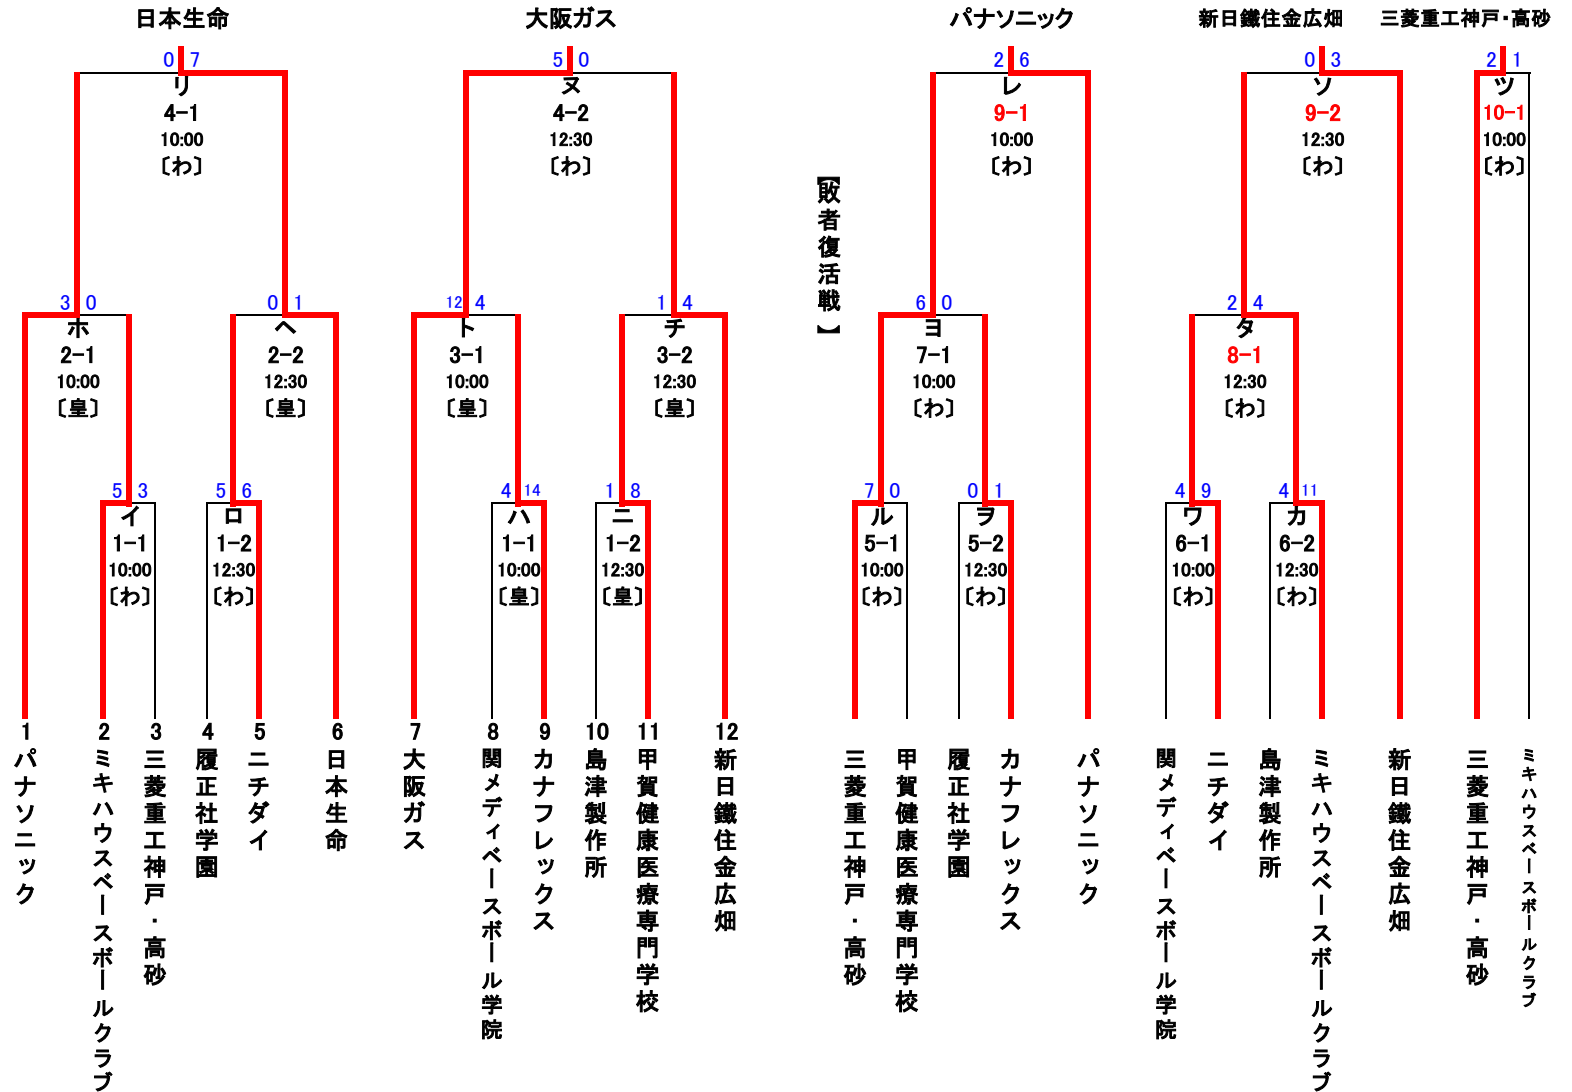 日本生命
大阪ガス
パナソニック
新日鐵住金広畑
三菱重工神戸・高砂
0 7
5 0
2 6
0 3
2 1
リ
ヌ
レ
ソ
ツ
4-1
4-2
9-1
9-2
10-1
10:00
12:30
10:00
12:30
10:00
〔わ〕
〔わ〕
〔わ〕
〔わ〕
〔わ〕
【敗者復活戦】
3 0
0 1
12 4
1 4
6 0
2 4
ホ
ヘ
ト
チ
ヨ
タ
2-1
2-2
3-1
3-2
7-1
8-1
10:00
12:30
10:00
12:30
10:00
12:30
〔皇〕
〔皇〕
〔皇〕
〔皇〕
〔わ〕
〔わ〕
5 3
5 6
4 14
1 8
7 0
0 1
4 9
4 11
イ
ロ
ハ
ニ
ル
ヲ
ワ
カ
1-1
1-2
1-1
1-2
5-1
5-2
6-1
6-2
10:00
12:30
10:00
12:30
10:00
12:30
10:00
12:30
〔わ〕
〔わ〕
〔皇〕
〔皇〕
〔わ〕
〔わ〕
〔わ〕
〔わ〕
1
パナソニック
2
ミキハウスベースボールクラブ
3
三菱重工神戸・高砂
4
履正社学園
5
ニチダイ
6
日本生命
7
大阪ガス
8
関メディベースボール学院
9
カナフレックス
10
島津製作所
11
甲賀健康医療専門学校
12
新日鐵住金広畑
三菱重工神戸・高砂
甲賀健康医療専門学校
履正社学園
カナフレックス
パナソニック
関メディベースボール学院
ニチダイ
島津製作所
ミキハウスベースボールクラブ
新日鐵住金広畑
三菱重工神戸・高砂
ミキハウスベースボールクラブ